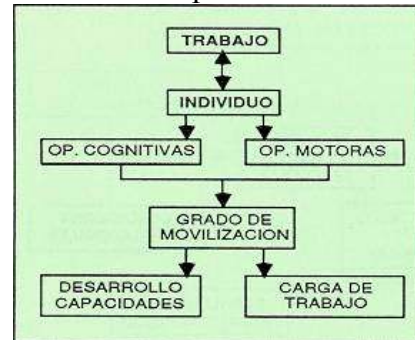 TRABAJO
INDIVIDUO
OP. COGNITIVAS
OP. MOTORAS
GRADO DE
MOVILIZACION
DESARROLLO
CAPACIDADES
CARGA DE
TRABAJO